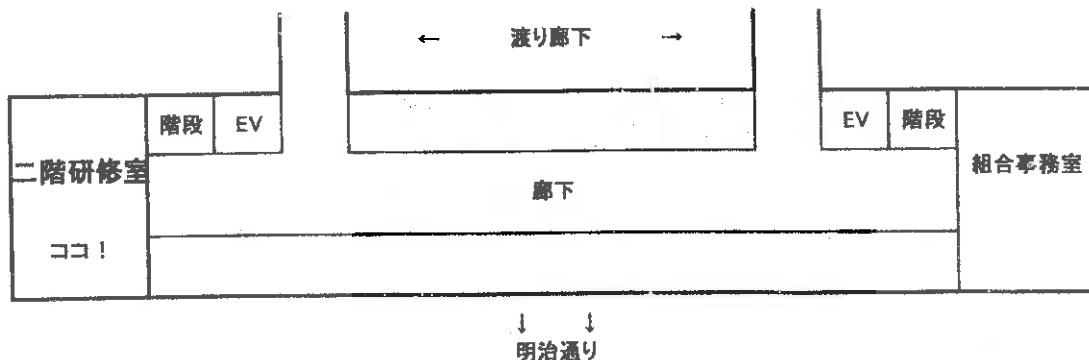 ← 渡り廊下 →
階段 EV
EV 階段
二階研修室
組合事務室
廊下
ココ!
↓ ↓
明治通り